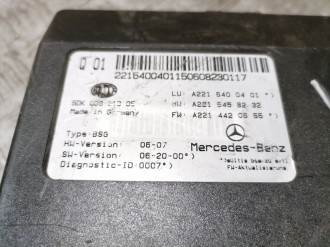 Q 01
2215400401150608230117
LU: A221 540 04 01 *)
5DK 008 Made in Germany
HW: A221 545 82 32
FW: A221 442 05 55 *)
Type: BSG
HW-Version: 06-07
SW-Version: 06-20-00*)
Diagnostic-ID:0007*)
Mercedes-Benz
FW-Aktualisierung